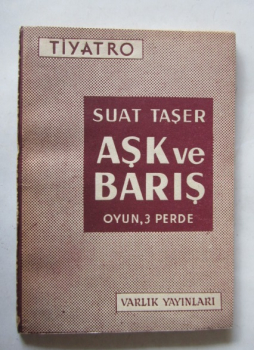 TİYATRO
SUAT TAŞER
AŞK ve
BARIŞ
OYUN, 3 PERDE
VARLIK YAYINLARI